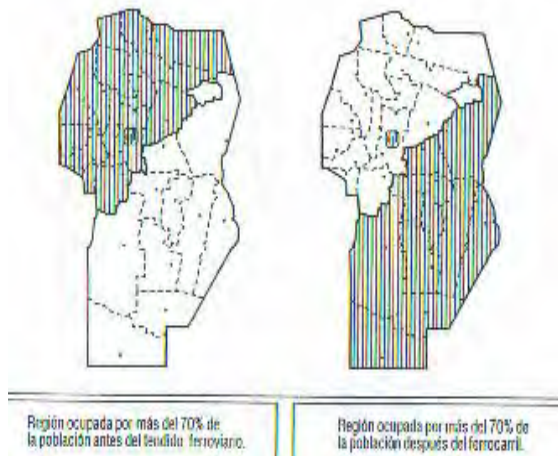 Región ocupada por más del 70% de
la población antes del tendido ferroviario.
Región ocupada por más del 70% de
la población después del ferrocarril.